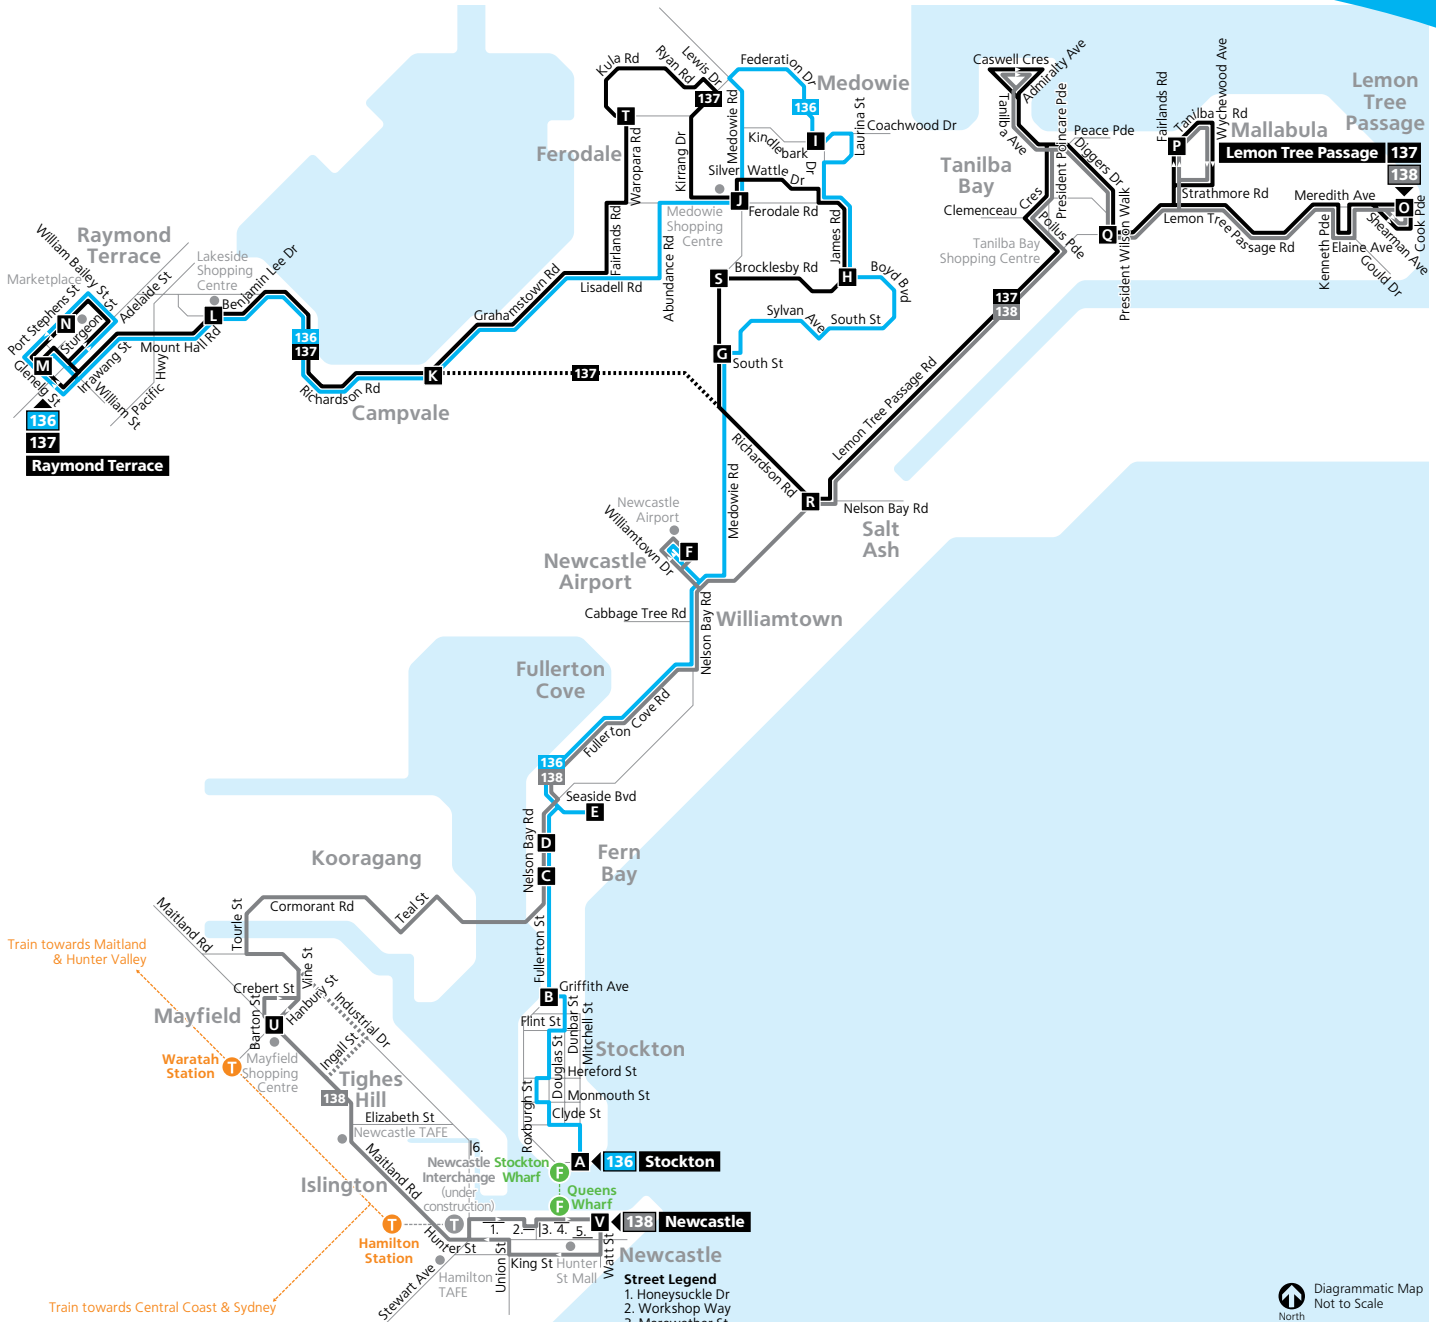 Kula Rd
Ryan Rd
Lewis Dr
137
Federation Dr
136
Medowie
Caswell Cres
Admiralty Ave
Tanilba Ave
President Poincare Pde
Peace Pde
Diggers Dr
Fairlands Rd
Tanilba Rd
Wychewood Ave
P
Mallabula
Lemon
Tree
Passage
Lemon Tree Passage 137
138
T
Ferodale
Waropara Rd
Kirrang Dr
Medowie Rd
Kindlebark Dr
I
Laurina St
Coachwood Dr
Silver Wattle Dr
J
Medowie
Shopping
Centre
Ferodale Rd
James Rd
Tanilba
Bay
Clemenceau Cres
Poilus Pde
Tanilba Bay
Shopping Centre
Q
President Wilson Walk
Strathmore Rd
Lemon Tree Passage Rd
Meredith Ave
Kenneth Pde
Elaine Ave
Gould Dr
Shearman Ave
O
Cook Pde
Raymond
Terrace
William Bailey St
Marketplace
Port Stephens St
N
Sturgeon St
M
Glenelg St
Adelaide St
Irrawang St
William St
Pacific Hwy
Mount Hall Rd
Lakeside
Shopping
Centre
L
Benjamin Lee Dr
136
137
Richardson Rd
136
137
Raymond Terrace
Campvale
K
Grahamstown Rd
Fairlands Rd
Lisadell Rd
Abundance Rd
137
S
Brocklesby Rd
H
Boyd Bvd
Sylvan Ave
South St
G
South St
137
138
Lemon Tree Passage Rd
Richardson Rd
R
Nelson Bay Rd
Salt
Ash
Medowie Rd
Newcastle
Airport
Williamtown Dr
F
Newcastle
Airport
Cabbage Tree Rd
Nelson Bay Rd
Williamtown
Fullerton
Cove
Fullerton Cove Rd
136
138
Seaside Bvd
E
Nelson Bay Rd
D
C
Fern
Bay
Kooragang
Maitland Rd
Tourle St
Cormorant Rd
Teal St
Fullerton St
Train towards Maitland
& Hunter Valley
Vine St
Crebert St
Barton St
Hanbury St
Industrial Dr
Ingall St
Mayfield
U
Mayfield
Shopping
Centre
Waratah
Station
T
Tighes
Hill
138
Elizabeth St
Newcastle TAFE
Maitland Rd
Islington
B
Griffith Ave
Flint St
Dunbar St
Mitchell St
Douglas St
Stockton
Hereford St
Monmouth St
Roxburgh St
Clyde St
A
136 Stockton
6.
Newcastle
Interchange
(under
construction)
T
Stockton
Wharf
F
F
Queens
Wharf
1.
2.
3.
4.
5.
V
138 Newcastle
T
Hamilton
Station
Hunter St
Stewart Ave
Hamilton
TAFE
Union St
King St
Hunter
St Mall
Watt St
Newcastle
Train towards Central Coast & Sydney
Street Legend
1. Honeysuckle Dr
2. Workshop Way
3. Merewether St
North
Diagrammatic Map
Not to Scale